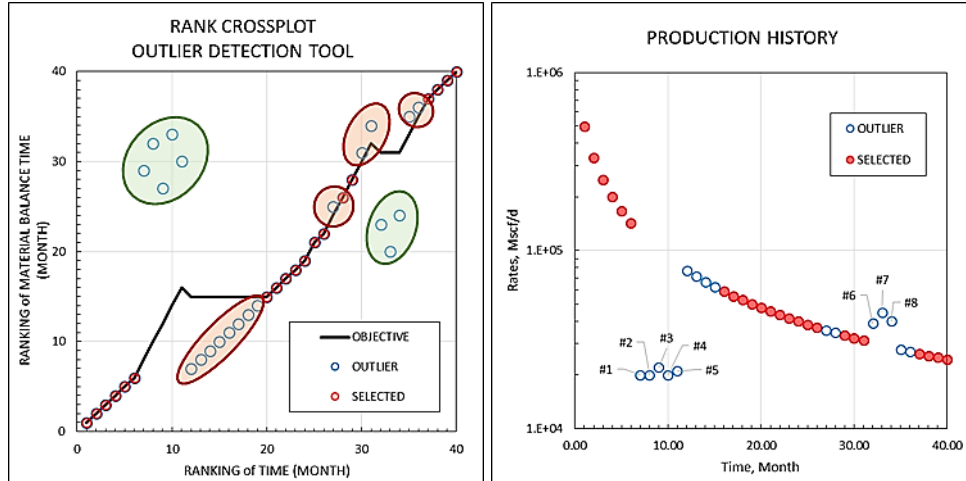 RANK CROSSPLOT
OUTLIER DETECTION TOOL
RANKING of MATERIAL BALANCE TIME
(MONTH)
40
30
20
10
0
0
10
20
30
40
RANKING of TIME (MONTH)
OBJECTIVE
OUTLIER
SELECTED
PRODUCTION HISTORY
Rates, Mscf/d
1.E+06
1.E+05
1.E+04
OUTLIER
SELECTED
#1
#2
#3
#4
#5
#6
#7
#8
0.00
10.00
20.00
30.00
40.00
Time, Month